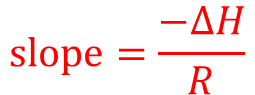 slope = −ΔH / R